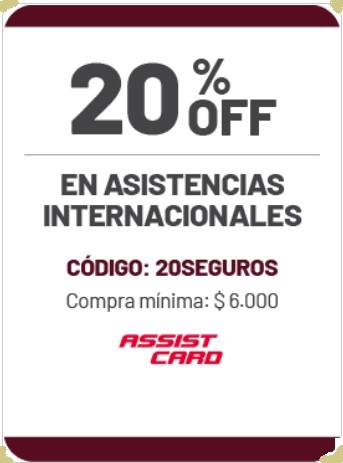 20% OFF
EN ASISTENCIAS
INTERNACIONALES
CÓDIGO: 20SEGUROS
Compra mínima: $ 6.000
ASSIST
CARD